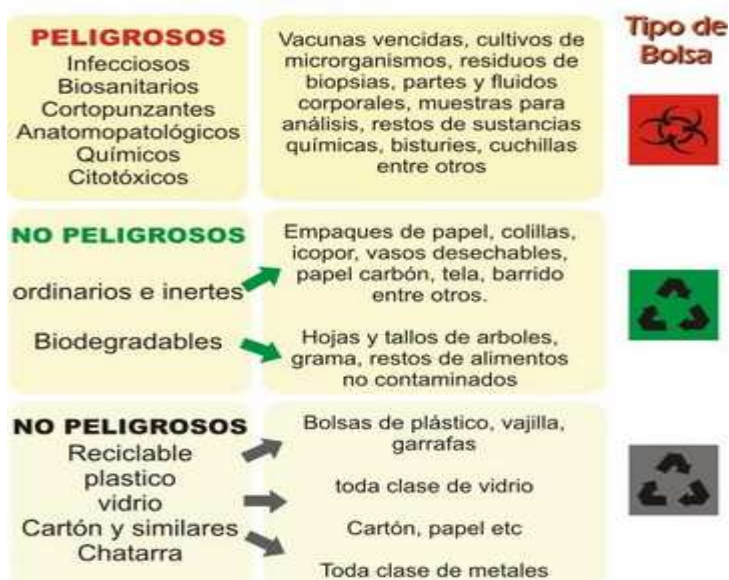 PELIGROSOS
Infecciosos
Biosanitarios
Cortopunzantes
Anatomopatológicos
Químicos
Citotóxicos
Vacunas vencidas, cultivos de
microrganismos, residuos de
biopsias, partes y fluidos
corporales, muestras para
análisis, restos de sustancias
químicas, bisturies, cuchillas
entre otros
Tipo de
Bolsa
NO PELIGROSOS
ordinarios e inertes
Biodegradables
Empaques de papel, colillas,
icopor, vasos desechables,
papel carbón, tela, barrido
entre otros.
Hojas y tallos de arboles,
grama, restos de alimentos
no contaminados
NO PELIGROSOS
Reciclable
plastico
vidrio
Cartón y similares
Chatarra
Bolsas de plástico, vajilla,
garrafas
toda clase de vidrio
Cartón, papel etc
Toda clase de metales